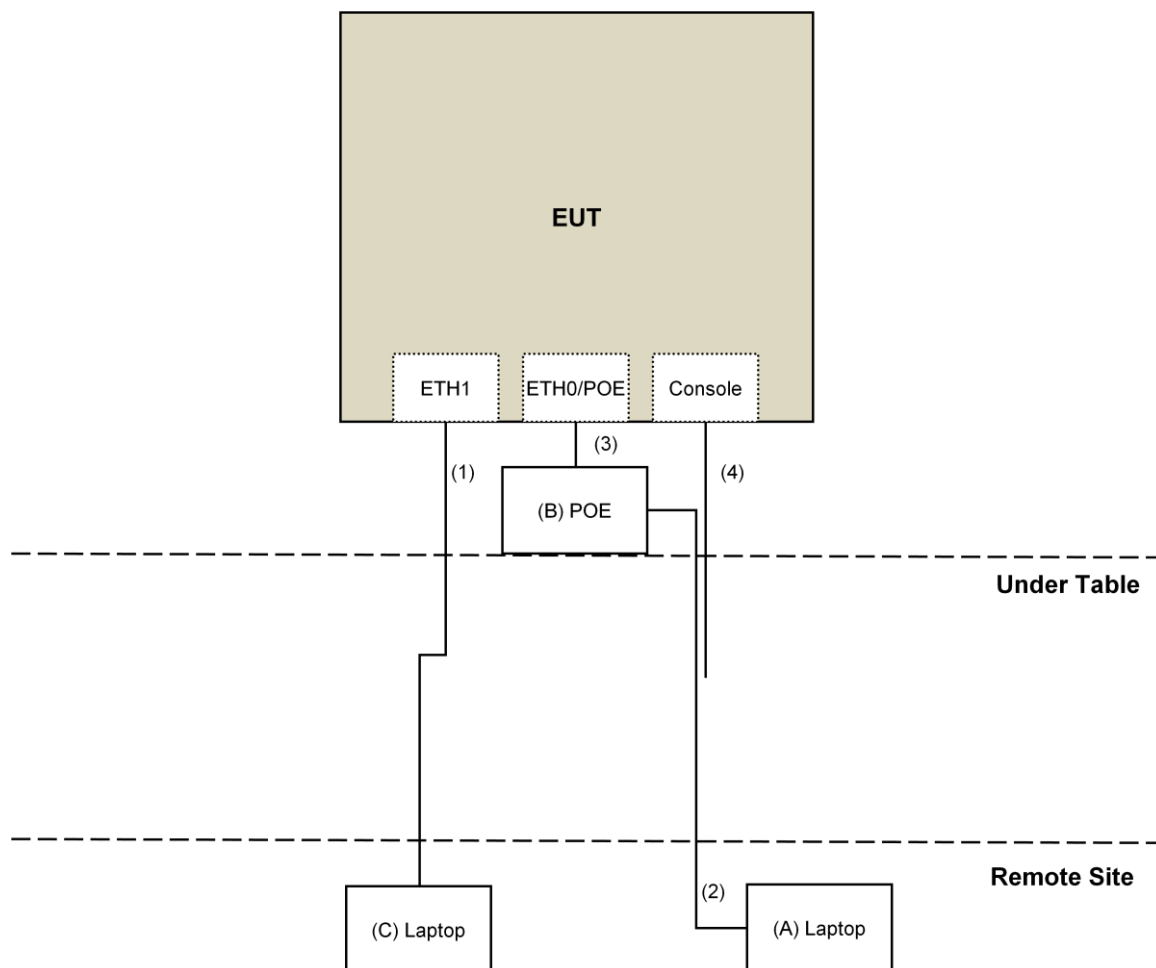 EUT
ETH1
ETH0/POE
Console
(1)
(3)
(4)
(B) POE
Under Table
Remote Site
(2)
(C) Laptop
(A) Laptop